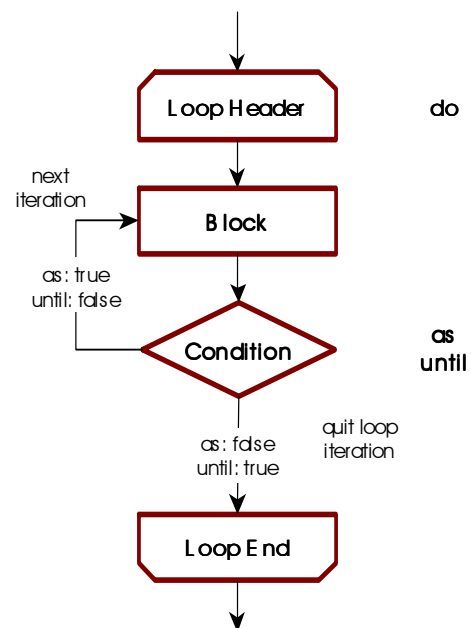 Loop Header
do
next
iteration
Block
as: true
until: false
Condition
as
until
as: false
until: true
quit loop
iteration
Loop End